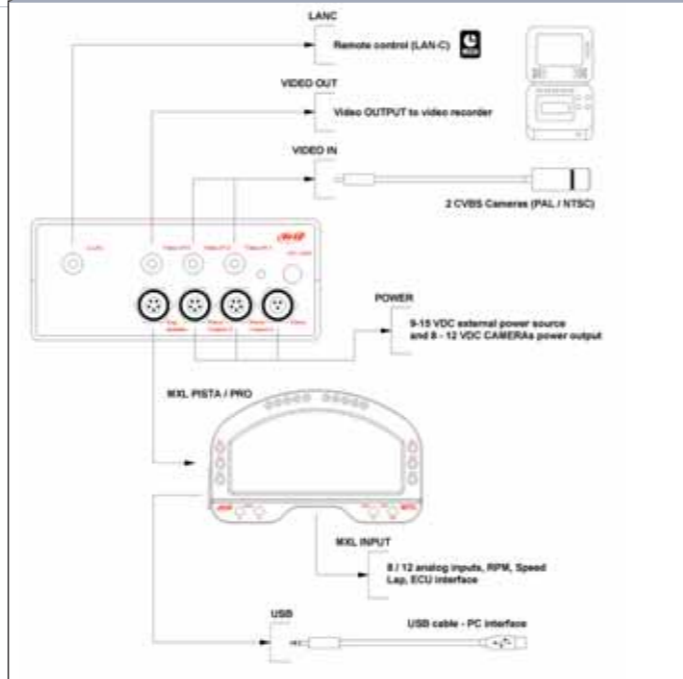 LANC
Remote control (LAN-C)
VIDEO OUT
Video OUTPUT to video recorder
VIDEO IN
2 CVBS Cameras (PAL / NTSC)
POWER
9-15 VDC external power source
and 8 - 12 VDC CAMERAs power output
MXL PISTA / PRO
MXL INPUT
8 / 12 analog inputs, RPM, Speed
Lap, ECU interface
USB
USB cable - PC interface